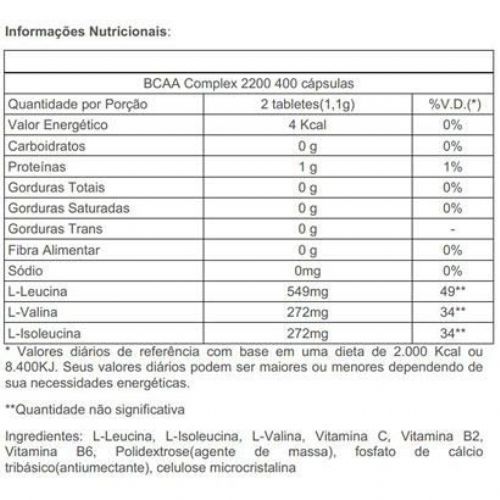 Informações Nutricionais:
BCAA Complex 2200 400 cápsulas
Quantidade por Porção 2 tabletes(1,1g) %V.D.(*)
Valor Energético 4 Kcal 0%
Carboidratos 0 g 0%
Proteínas 1 g 1%
Gorduras Totais 0 g 0%
Gorduras Saturadas 0 g 0%
Gorduras Trans 0 g -
Fibra Alimentar 0 g 0%
Sódio 0mg 0%
L-Leucina 549mg 49**
L-Valina 272mg 34**
L-Isoleucina 272mg 34**
* Valores diários de referência com base em uma dieta de 2.000 Kcal ou
8.400KJ. Seus valores diários podem ser maiores ou menores dependendo de
sua necessidades energéticas.
**Quantidade não significativa
Ingredientes: L-Leucina, L-Isoleucina, L-Valina, Vitamina C, Vitamina B2,
Vitamina B6, Polidextrose(agente de massa), fosfato de cálcio
tribásico(antiumectante), celulose microcristalina